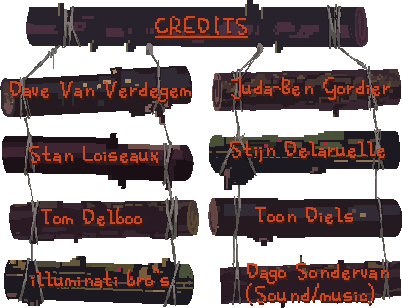 CREDITS
Dave Van Verdegem
Juda-Ben Gordier
Stan Loiseaux
Stijn Delaruelle
Tom Delboo
Toon Diels
illuminati bro's
Dago Sondervan
(Sound/music)